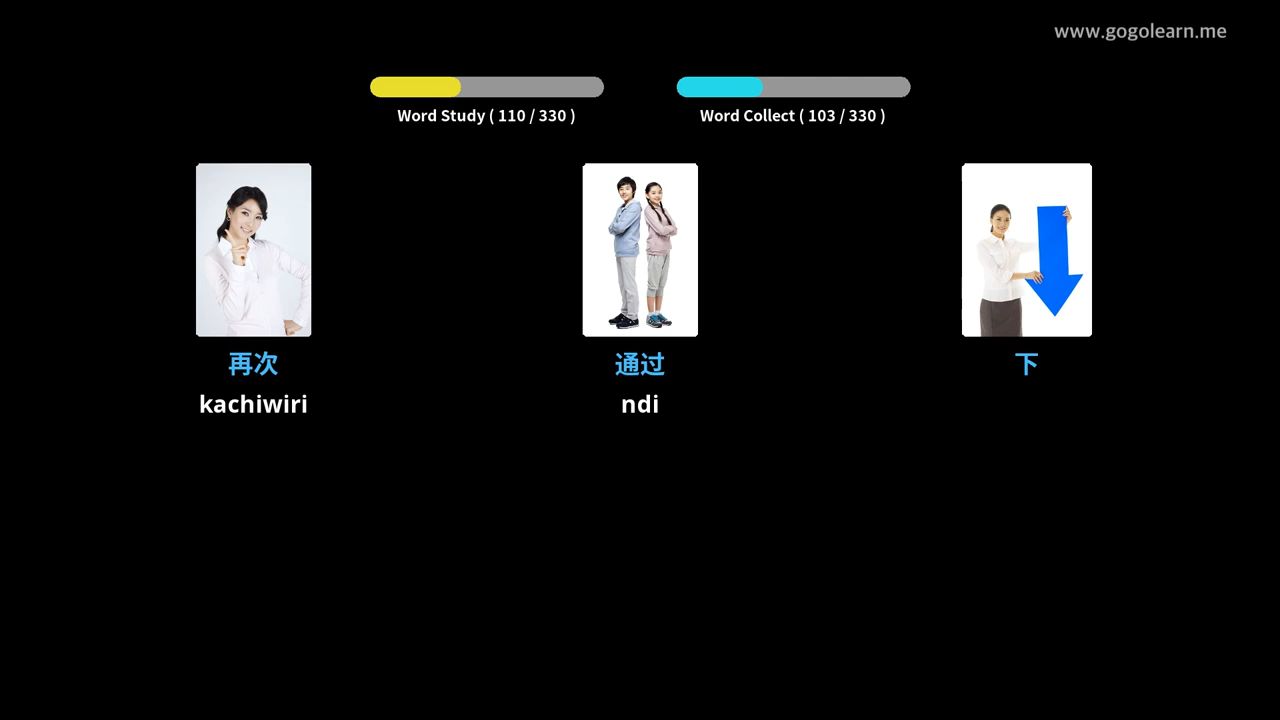 www.gogolearn.me
Word Study ( 110 / 330 )
Word Collect ( 103 / 330 )
再次
通过
下
kachiwiri
ndi